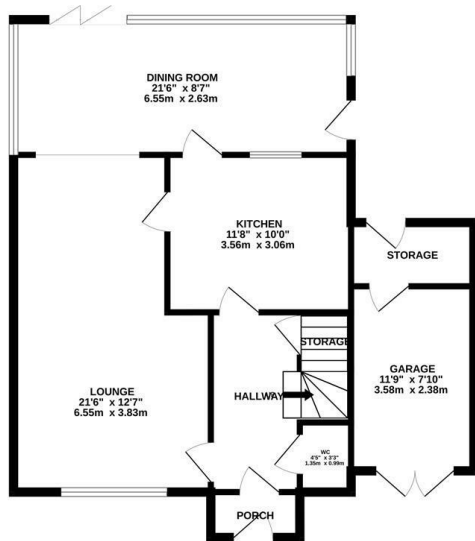 DINING ROOM
21'6" x 8'7"
6.55m x 2.63m
KITCHEN
11'8" x 10'0"
3.56m x 3.06m
STORAGE
STORAGE
GARAGE
11'9" x 7'10"
3.58m x 2.38m
LOUNGE
21'6" x 12'7"
6.55m x 3.83m
HALLWAY
WC
4'5" x 3'3"
1.35m x 0.99m
PORCH